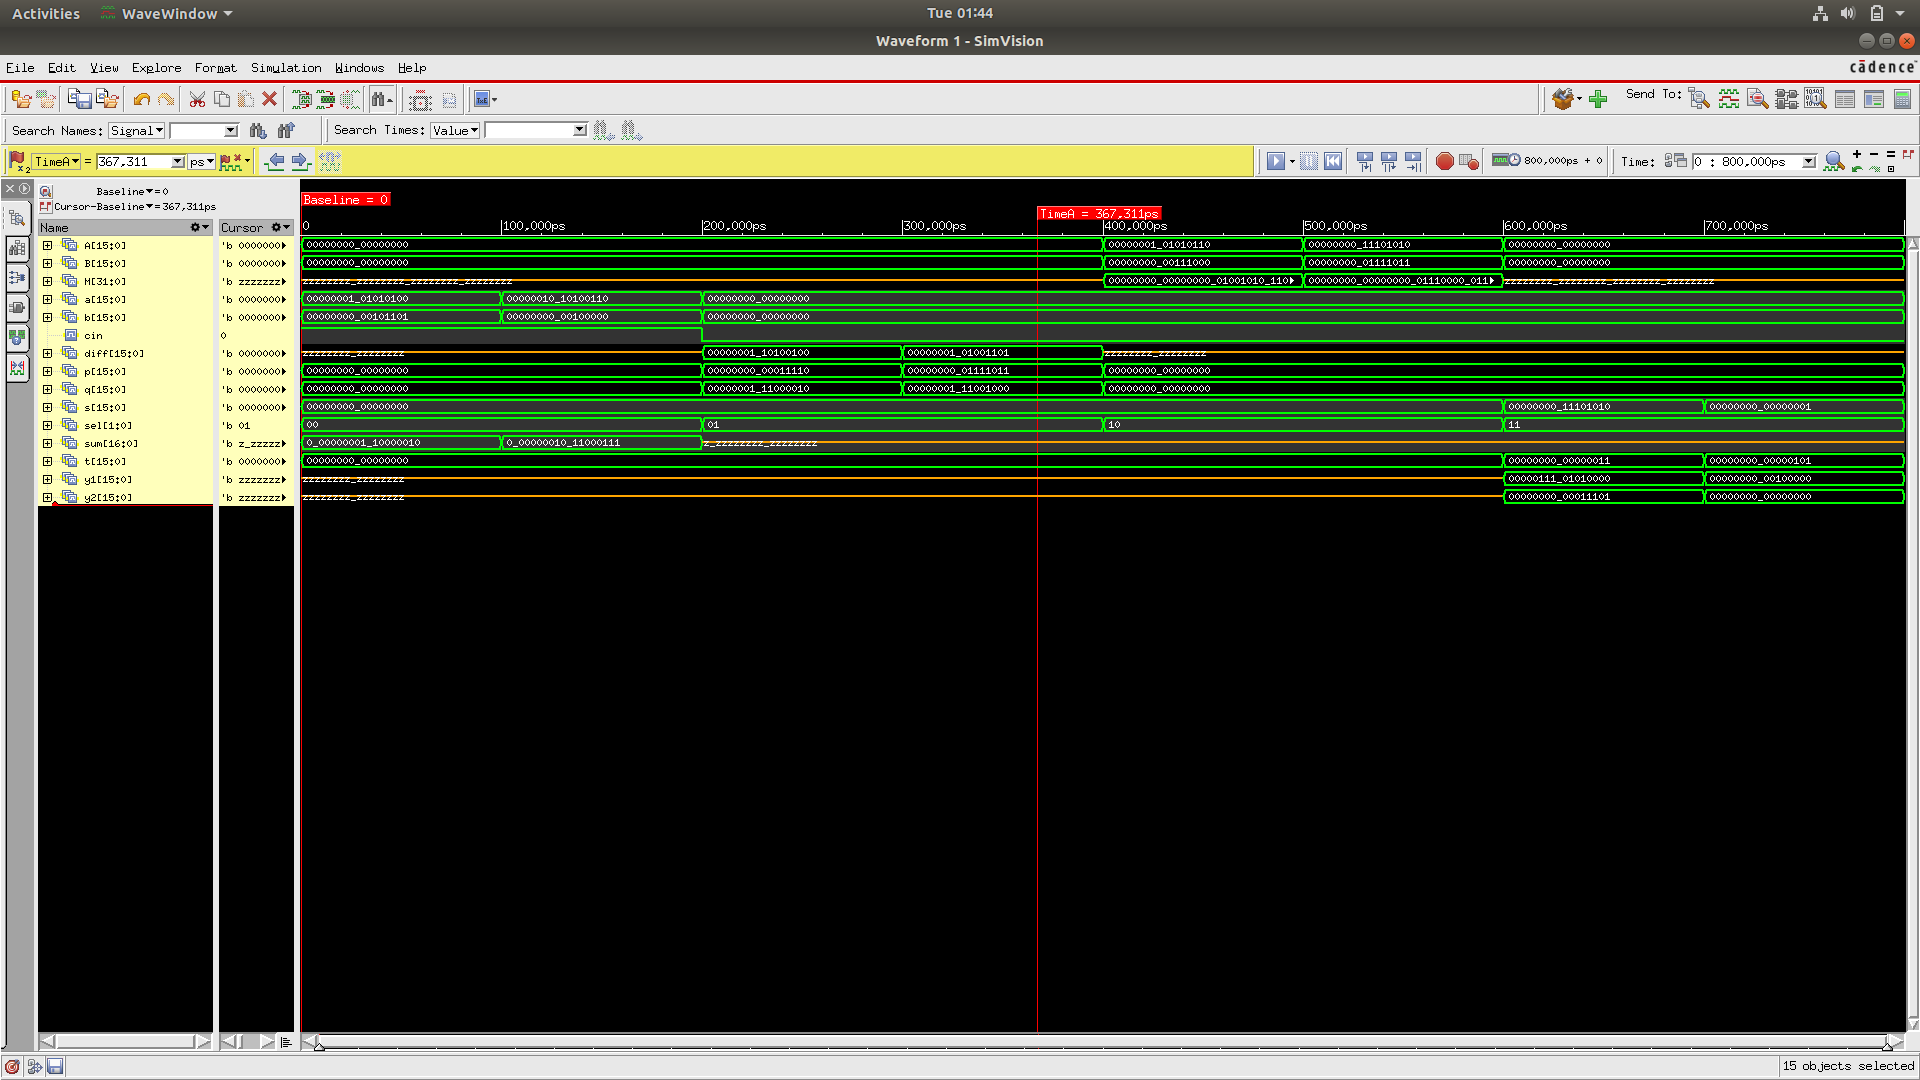 Activities WaveWindow Tue 01:44
Waveform 1 - SimVision
File Edit View Explore Format Simulation Windows Help cādence
Send To:
Search Names: Signal Search Times: Value
TimeA = 367,311 ps 800,000ps + 0 Time: 0 : 800,000ps
Baseline = 0
Cursor-Baseline = 367,311ps
Baseline = 0
TimeA = 367,311ps
Name Cursor 0 100,000ps 200,000ps 300,000ps 400,000ps 500,000ps 600,000ps 700,000ps
A[15:0] 'b 0000000 00000000_00000000 00000001_01010110 00000000_11101010 00000000_00000000
B[15:0] 'b 0000000 00000000_00000000 00000000_00111000 00000000_01111011 00000000_00000000
M[31:0] 'b zzzzzzz zzzzzzzz_zzzzzzzz_zzzzzzzz_zzzzzzzz 00000000_00000000_01001010_110 00000000_00000000_01110000_011 zzzzzzzz_zzzzzzzz_zzzzzzzz_zzzzzzzz
a[15:0] 'b 0000000 00000001_01010100 00000010_10100110 00000000_00000000
b[15:0] 'b 0000000 00000000_00101101 00000000_00100000 00000000_00000000
cin 0
diff[15:0] 'b 0000000 zzzzzzzz_zzzzzzzz 00000001_10100100 00000001_01001101 zzzzzzzz_zzzzzzzz
p[15:0] 'b 0000000 00000000_00000000 00000000_00011110 00000000_01111011 00000000_00000000
q[15:0] 'b 0000000 00000000_00000000 00000001_11000010 00000001_11001000 00000000_00000000
s[15:0] 'b 0000000 00000000_00000000 00000000_11101010 00000000_00000001
sel[1:0] 'b 01 00 01 10 11
sum[16:0] 'b z_zzzzz 0_00000001_10000010 0_00000010_11000111 z_zzzzzzzz_zzzzzzzz
t[15:0] 'b 0000000 00000000_00000000 00000000_00000011 00000000_00000101
y1[15:0] 'b zzzzzzz zzzzzzzz_zzzzzzzz 00000111_01010000 00000000_00100000
y2[15:0] 'b zzzzzzz zzzzzzzz_zzzzzzzz 00000000_00011101 00000000_00000000
15 objects selected